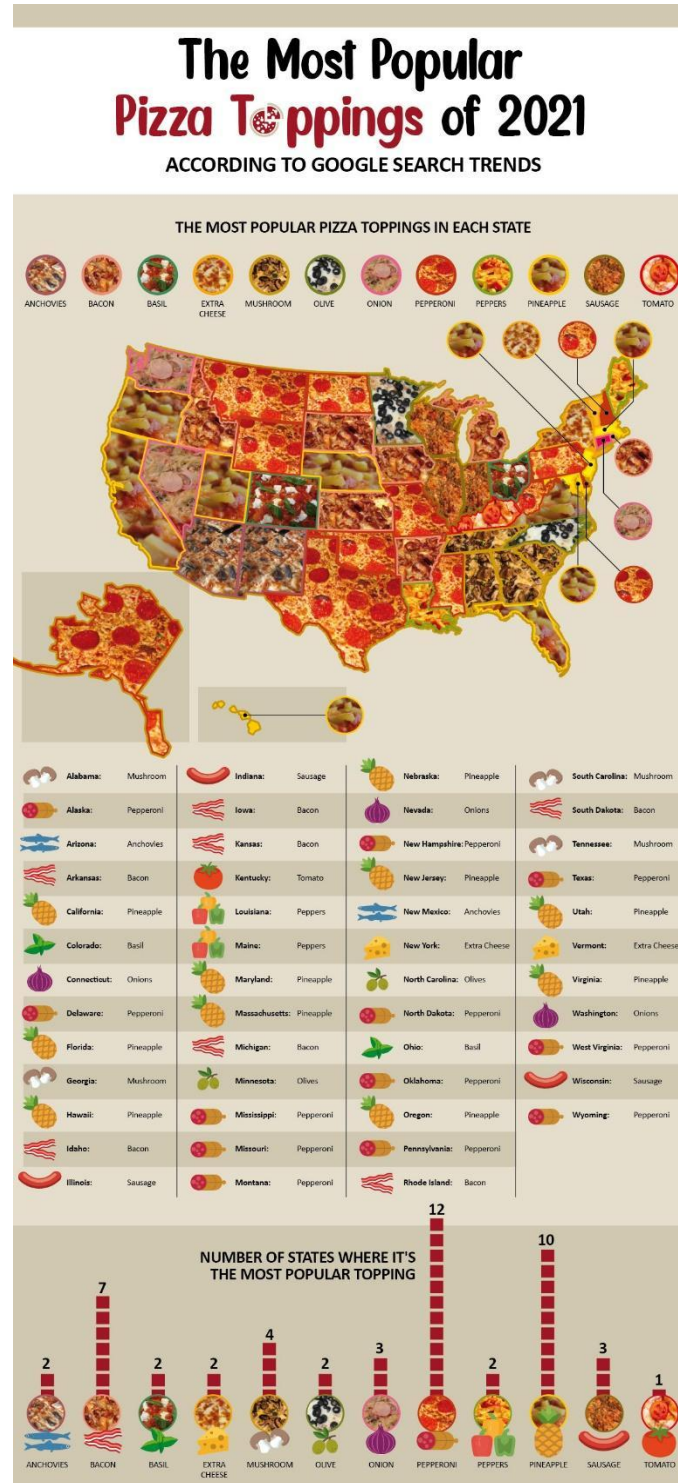 The Most Popular
Pizza Toppings of 2021
ACCORDING TO GOOGLE SEARCH TRENDS
THE MOST POPULAR PIZZA TOPPINGS IN EACH STATE
ANCHOVIES
BACON
BASIL
EXTRA
CHEESE
MUSHROOM
OLIVE
ONION
PEPPERONI
PEPPERS
PINEAPPLE
SAUSAGE
TOMATO
Alabama: Mushroom
Alaska: Pepperoni
Arizona: Anchovies
Arkansas: Bacon
California: Pineapple
Colorado: Basil
Connecticut: Onions
Delaware: Pepperoni
Florida: Pineapple
Georgia: Mushroom
Hawaii: Pineapple
Idaho: Bacon
Illinois: Sausage
Indiana: Sausage
Iowa: Bacon
Kansas: Bacon
Kentucky: Tomato
Louisiana: Peppers
Maine: Peppers
Maryland: Pineapple
Massachusetts: Pineapple
Michigan: Bacon
Minnesota: Olives
Mississippi: Pepperoni
Missouri: Pepperoni
Montana: Pepperoni
Nebraska: Pineapple
Nevada: Onions
New Hampshire: Pepperoni
New Jersey: Pineapple
New Mexico: Anchovies
New York: Extra Cheese
North Carolina: Olives
North Dakota: Pepperoni
Ohio: Basil
Oklahoma: Pepperoni
Oregon: Pineapple
Pennsylvania: Pepperoni
Rhode Island: Bacon
South Carolina: Mushroom
South Dakota: Bacon
Tennessee: Mushroom
Texas: Pepperoni
Utah: Pineapple
Vermont: Extra Cheese
Virginia: Pineapple
Washington: Onions
West Virginia: Pepperoni
Wisconsin: Sausage
Wyoming: Pepperoni
NUMBER OF STATES WHERE IT'S
THE MOST POPULAR TOPPING
2
7
2
2
4
2
3
12
2
10
3
1
ANCHOVIES
BACON
BASIL
EXTRA
CHEESE
MUSHROOM
OLIVE
ONION
PEPPERONI
PEPPERS
PINEAPPLE
SAUSAGE
TOMATO